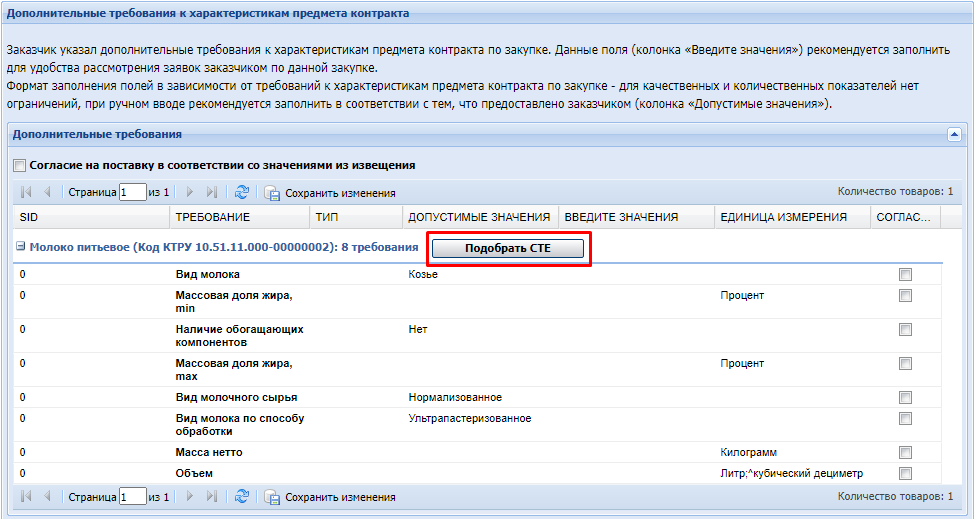 Дополнительные требования к характеристикам предмета контракта
Заказчик указал дополнительные требования к характеристикам предмета контракта по закупке. Данные поля (колонка «Введите значения») рекомендуется заполнить
для удобства рассмотрения заявок заказчиком по данной закупке.
Формат заполнения полей в зависимости от требований к характеристикам предмета контракта по закупке - для качественных и количественных показателей нет
ограничений, при ручном вводе рекомендуется заполнить в соответствии с тем, что предоставлено заказчиком (колонка «Допустимые значения»).
Дополнительные требования
Согласие на поставку в соответствии со значениями из извещения
Страница 1 из 1 Сохранить изменения Количество товаров: 1
SID ТРЕБОВАНИЕ ТИП ДОПУСТИМЫЕ ЗНАЧЕНИЯ ВВЕДИТЕ ЗНАЧЕНИЯ ЕДИНИЦА ИЗМЕРЕНИЯ СОГЛАС...
Молоко питьевое (Код КТРУ 10.51.11.000-00000002): 8 требования Подобрать СТЕ
0 Вид молока Козье
0 Массовая доля жира, Процент
min
0 Наличие обогащающих Нет
компонентов
0 Массовая доля жира, Процент
max
0 Вид молочного сырья Нормализованное
0 Вид молока по способу Ультрапастеризованное
обработки
0 Масса нетто Килограмм
0 Объем Литр;^кубический дециметр
Страница 1 из 1 Сохранить изменения Количество товаров: 1